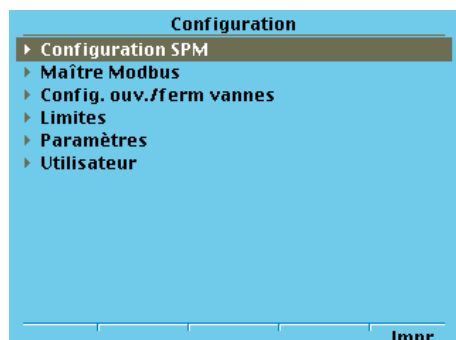 Configuration
Configuration SPM
Maître Modbus
Config. ouv./ferm vannes
Limites
Paramètres
Utilisateur
Impr